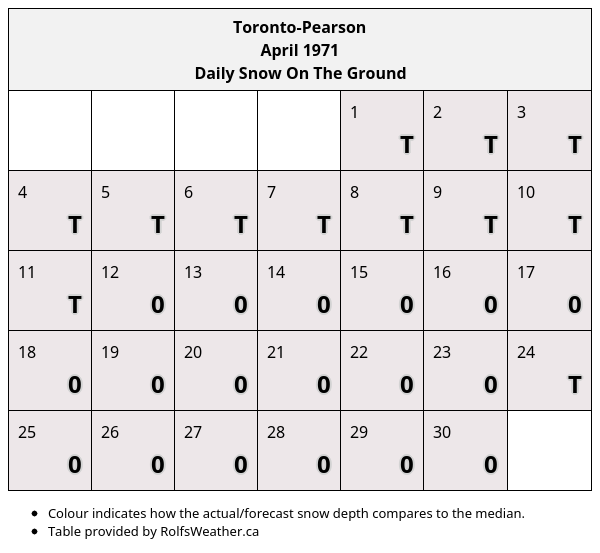 Toronto-Pearson
April 1971
Daily Snow On The Ground
1 2 3
T T T
4 5 6 7 8 9 10
T T T T T T T
11 12 13 14 15 16 17
T 0 0 0 0 0 0
18 19 20 21 22 23 24
0 0 0 0 0 0 T
25 26 27 28 29 30
0 0 0 0 0 0
• Colour indicates how the actual/forecast snow depth compares to the median.
• Table provided by RolfsWeather.ca